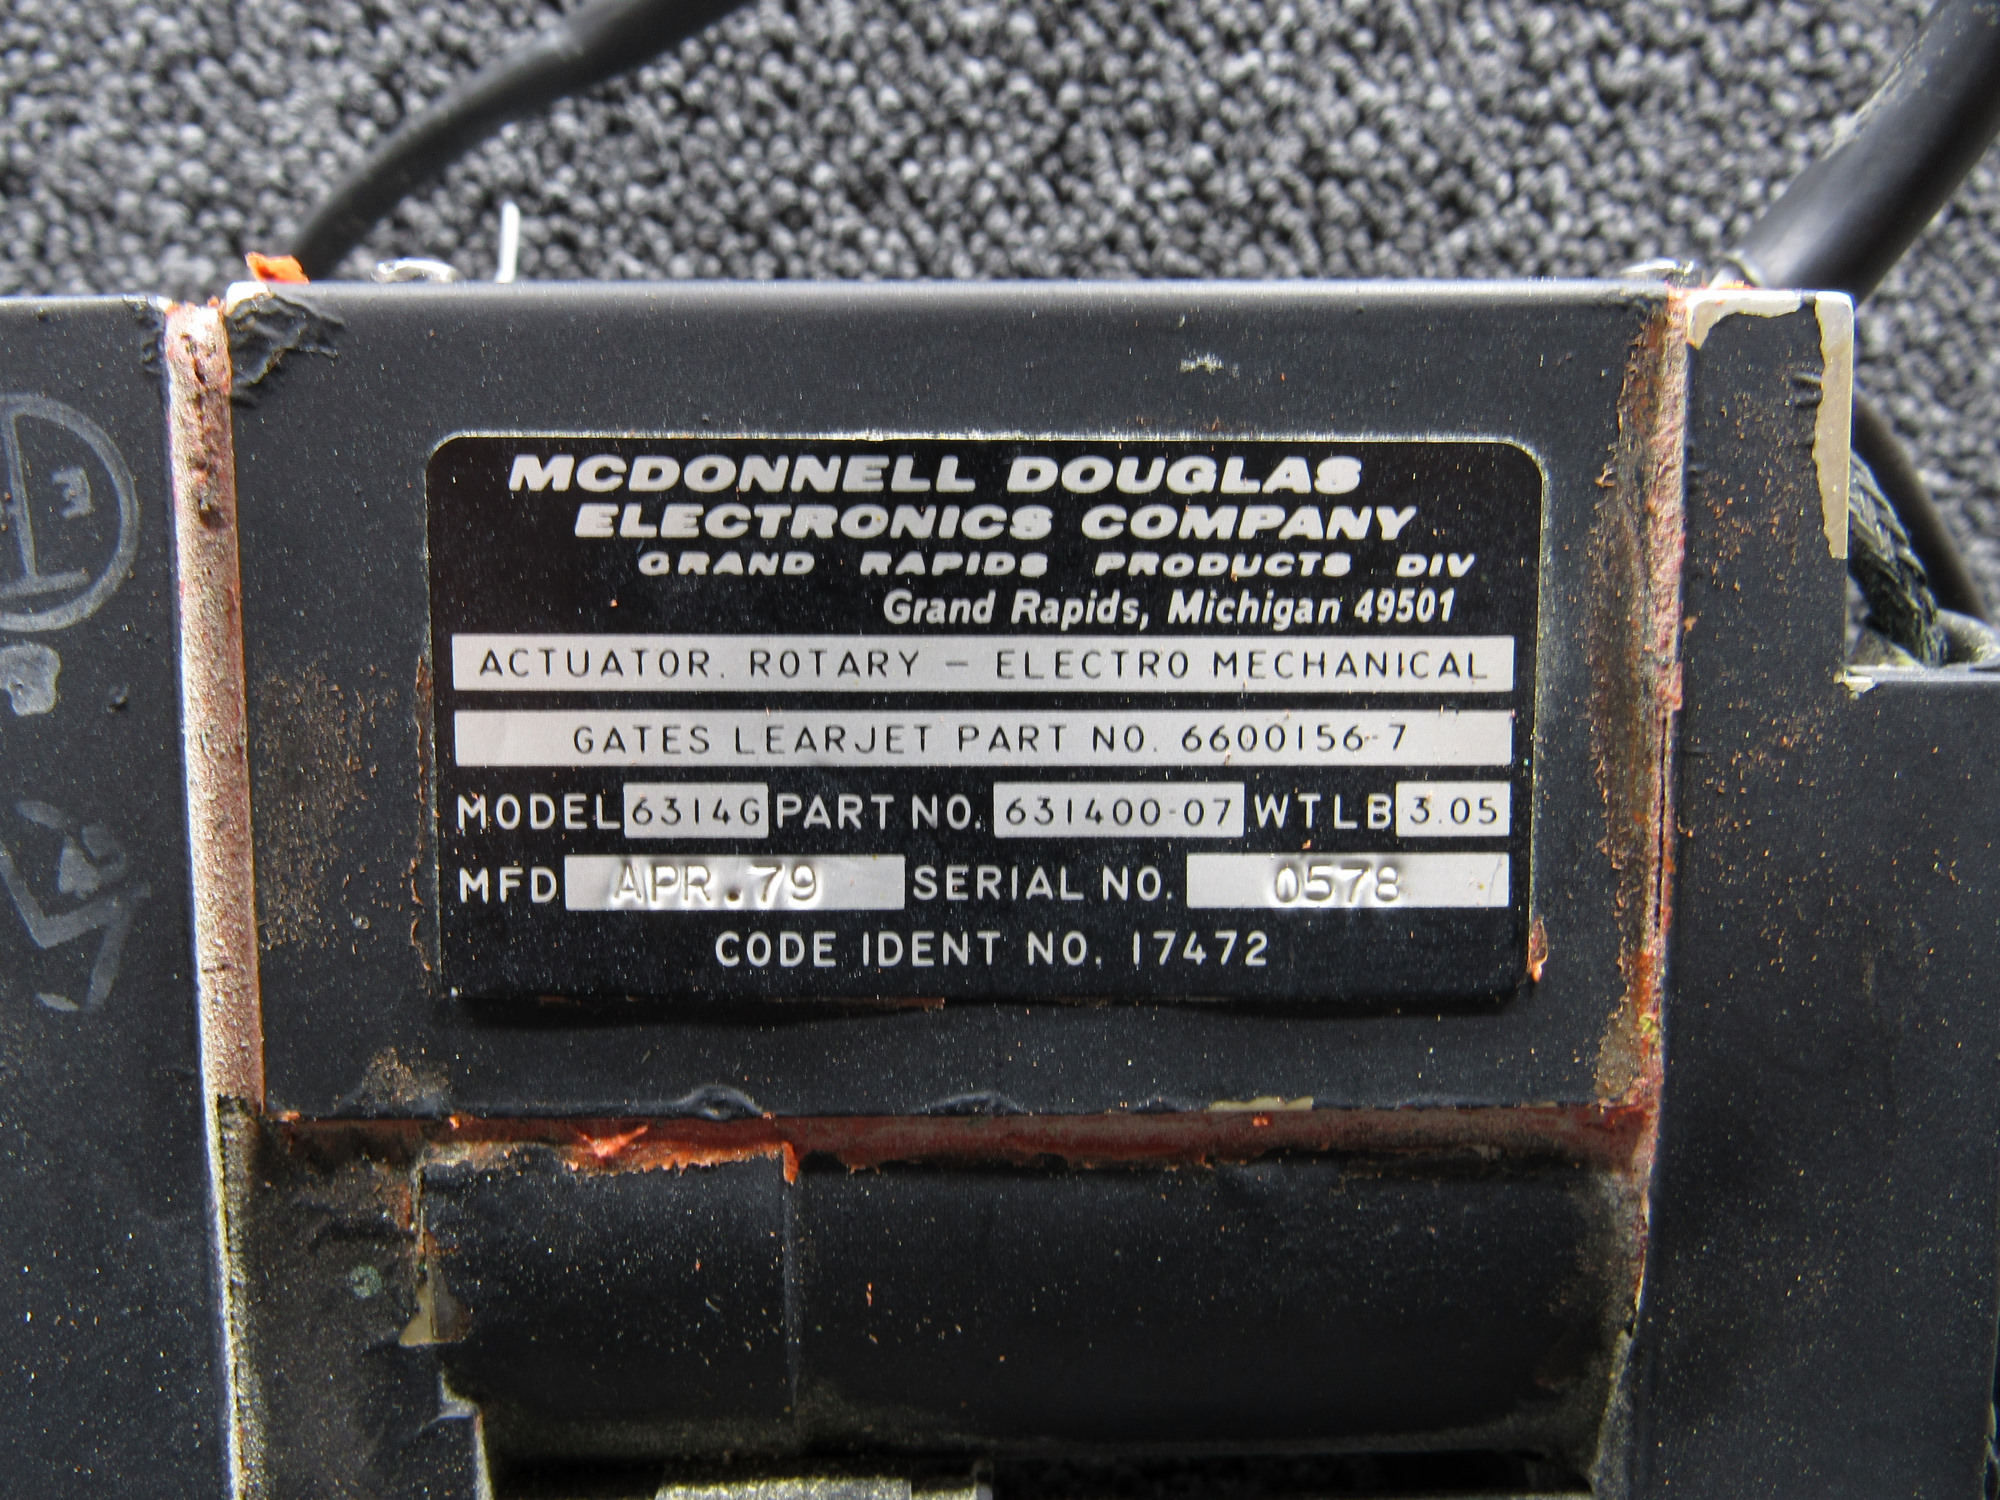 MCDONNELL DOUGLAS
ELECTRONICS COMPANY
GRAND RAPIDS PRODUCTS DIV
Grand Rapids, Michigan 49501
ACTUATOR. ROTARY – ELECTRO MECHANICAL
GATES LEARJET PART NO. 6600156-7
MODEL 6314G PART NO. 631400-07 WT LB 3.05
MFD APR.79 SERIAL NO. 0578
CODE IDENT NO. 17472